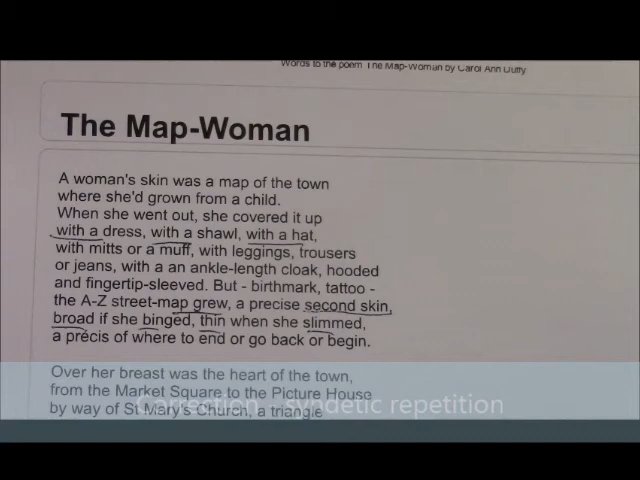 Words to the poem The Map-Woman by Carol Ann Duffy
The Map-Woman
A woman's skin was a map of the town
where she'd grown from a child.
When she went out, she covered it up
with a dress, with a shawl, with a hat,
with mitts or a muff, with leggings, trousers
or jeans, with a an ankle-length cloak, hooded
and fingertip-sleeved. But - birthmark, tattoo -
the A-Z street-map grew, a precise second skin,
broad if she binged, thin when she slimmed,
a précis of where to end or go back or begin.
Over her breast was the heart of the town,
from the Market Square to the Picture House
by way of St Mary's Church, a triangle
Correction - syndetic repetition